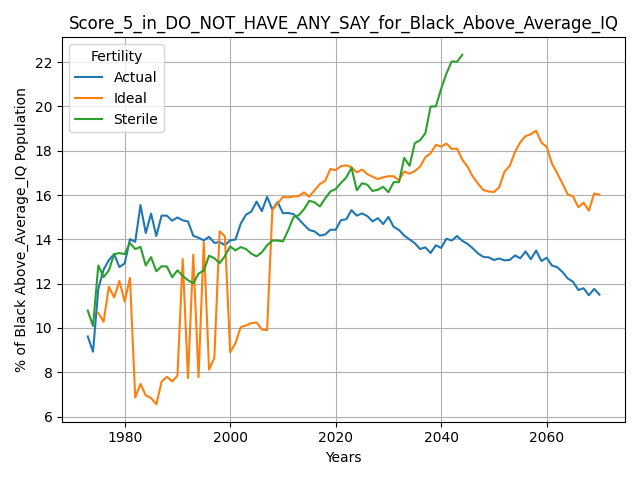 Score_5_in_DO_NOT_HAVE_ANY_SAY_for_Black_Above_Average_IQ
Fertility
Actual
Ideal
Sterile
% of Black Above_Average_IQ Population
22
20
18
16
14
12
10
8
6
1980
2000
2020
2040
2060
Years